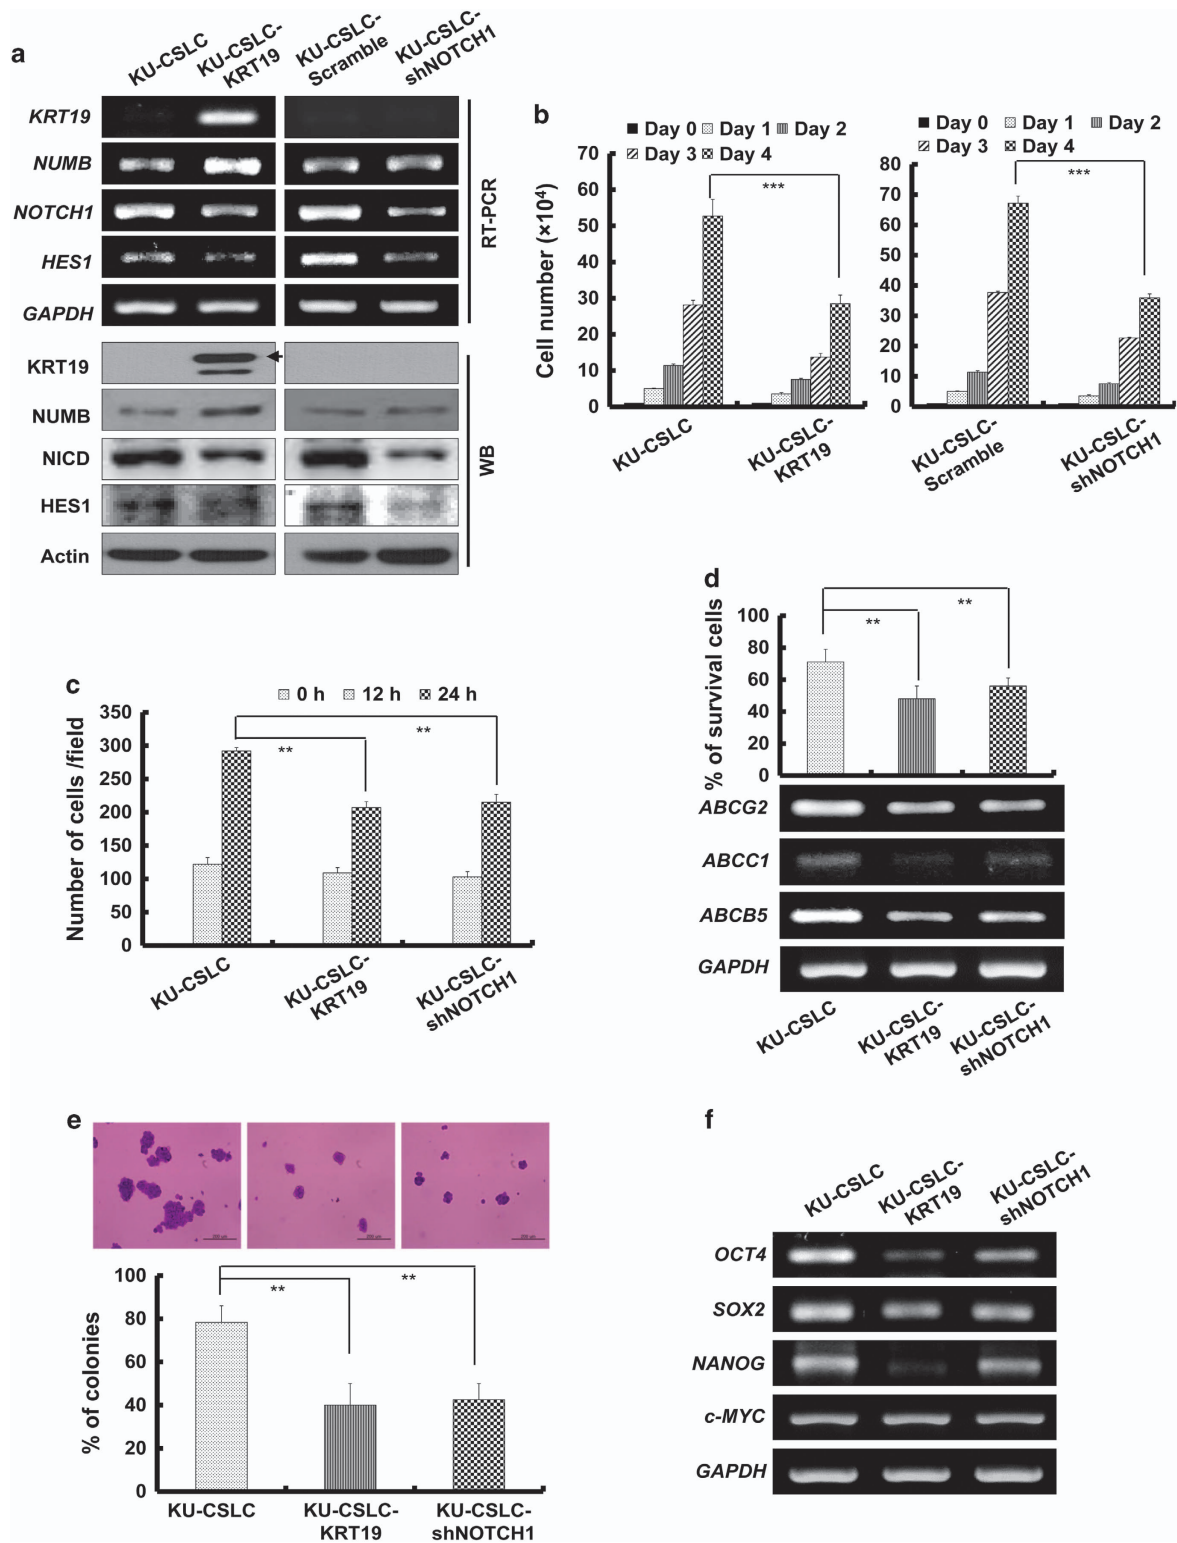 a
KU-CSLC
KU-CSLC-
KRT19
KU-CSLC-
Scramble
KU-CSLC-
shNOTCH1
KRT19
NUMB
NOTCH1
HES1
GAPDH
RT-PCR
KRT19
NUMB
NICD
HES1
Actin
WB
b
Day 0 Day 1 Day 2
Day 3 Day 4
Cell number (×10⁴)
70
60
50
40
30
20
10
0
***
KU-CSLC
KU-CSLC-
KRT19
Day 0 Day 1 Day 2
Day 3 Day 4
80
70
60
50
40
30
20
10
0
***
KU-CSLC-
Scramble
KU-CSLC-
shNOTCH1
c
0 h 12 h 24 h
Number of cells /field
350
300
250
200
150
100
50
0
**
**
KU-CSLC
KU-CSLC-
KRT19
KU-CSLC-
shNOTCH1
d
% of survival cells
100
80
60
40
20
0
**
**
ABCG2
ABCC1
ABCB5
GAPDH
KU-CSLC
KU-CSLC-
KRT19
KU-CSLC-
shNOTCH1
e
% of colonies
100
80
60
40
20
0
**
**
KU-CSLC
KU-CSLC-
KRT19
KU-CSLC-
shNOTCH1
f
KU-CSLC
KU-CSLC-
KRT19
KU-CSLC-
shNOTCH1
OCT4
SOX2
NANOG
c-MYC
GAPDH